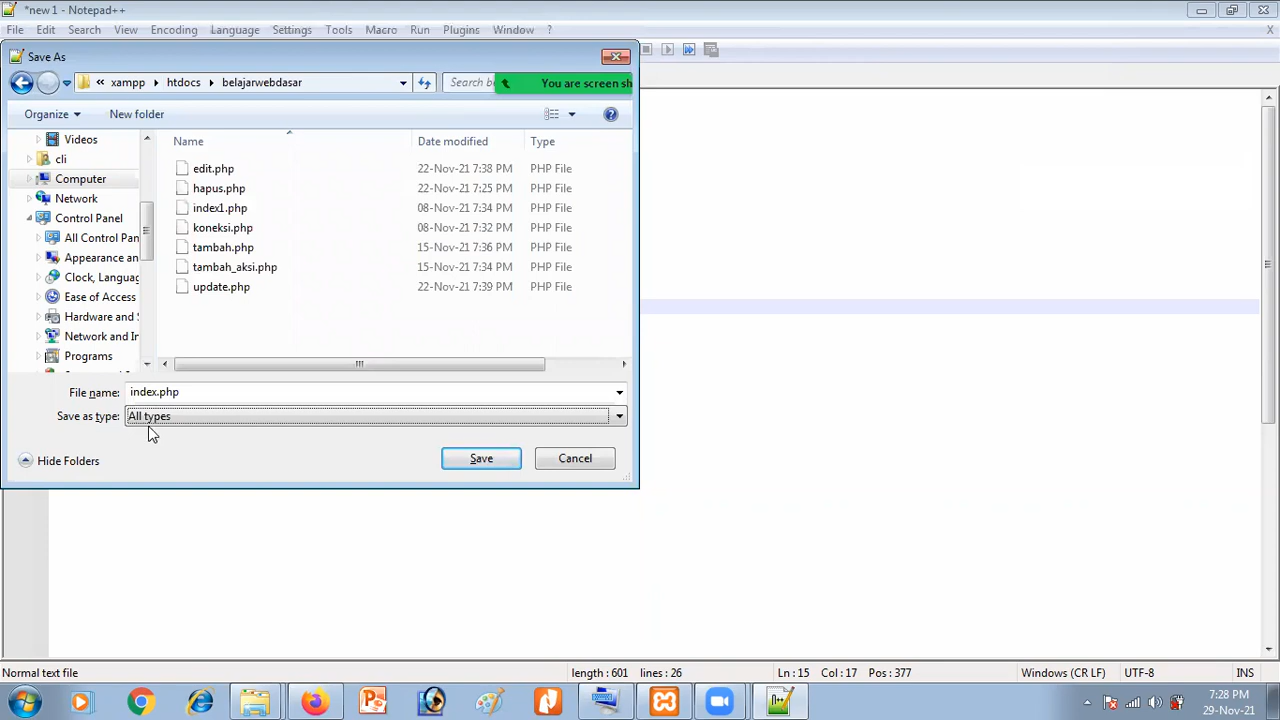 *new 1 - Notepad++
File Edit Search View Encoding Language Settings Tools Macro Run Plugins Window ? X
Save As
« xampp htdocs belajarwebdasar Search be You are screen sh
Organize New folder
Name Date modified Type
Videos
cli
Computer
Network
Control Panel
All Control Pan
Appearance an
Clock, Languag
Ease of Access
Hardware and S
Network and Ir
Programs
edit.php 22-Nov-21 7:38 PM PHP File
hapus.php 22-Nov-21 7:25 PM PHP File
index1.php 08-Nov-21 7:34 PM PHP File
koneksi.php 08-Nov-21 7:32 PM PHP File
tambah.php 15-Nov-21 7:36 PM PHP File
tambah_aksi.php 15-Nov-21 7:34 PM PHP File
update.php 22-Nov-21 7:39 PM PHP File
File name: index.php
Save as type: All types
Hide Folders Save Cancel
Normal text file length : 601 lines : 26 Ln : 15 Col : 17 Pos : 377 Windows (CR LF) UTF-8 INS
7:28 PM
29-Nov-21